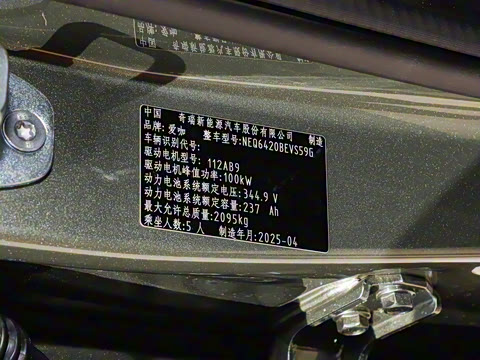 中国 奇瑞新能源汽车股份有限公司 制造
品牌:爱咖 整车型号:NEQ6420BEVS59G
车辆识别代号:
驱动电机型号: 112AB9
驱动电机峰值功率:100kW
动力电池系统额定电压:344.9 V
动力电池系统额定容量:237 Ah
最大允许总质量:2095kg
乘坐人数:5 人 制造年月:2025-04